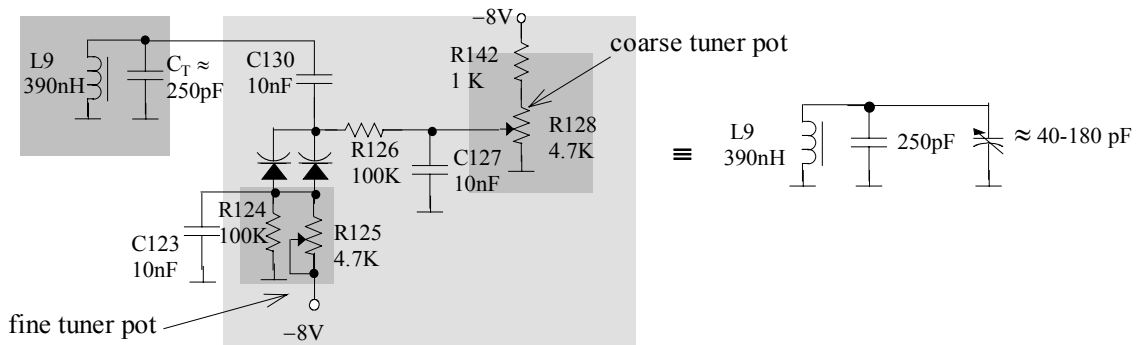 −8V
coarse tuner pot
R142
1 K
L9
390nH
C_T ≈
250pF
C130
10nF
R128
4.7K
R126
100K
C127
10nF
≡
L9
390nH
250pF
≈ 40-180 pF
R124
100K
R125
4.7K
C123
10nF
fine tuner pot
−8V